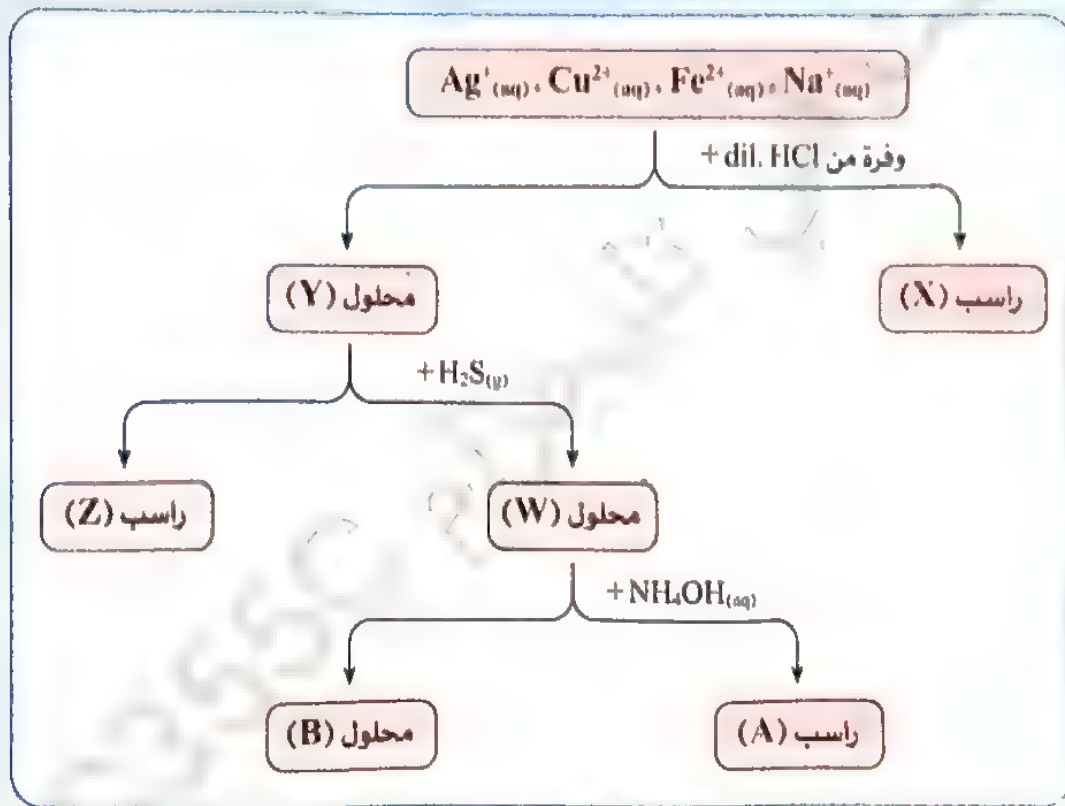 Ag⁺(aq), Cu²⁺(aq), Fe²⁺(aq), Na⁺(aq)
+ dil. HCl وفرة من
محلول (Y)
راسب (X)
+ H₂S(g)
راسب (Z)
محلول (W)
+ NH₄OH(aq)
محلول (B)
راسب (A)